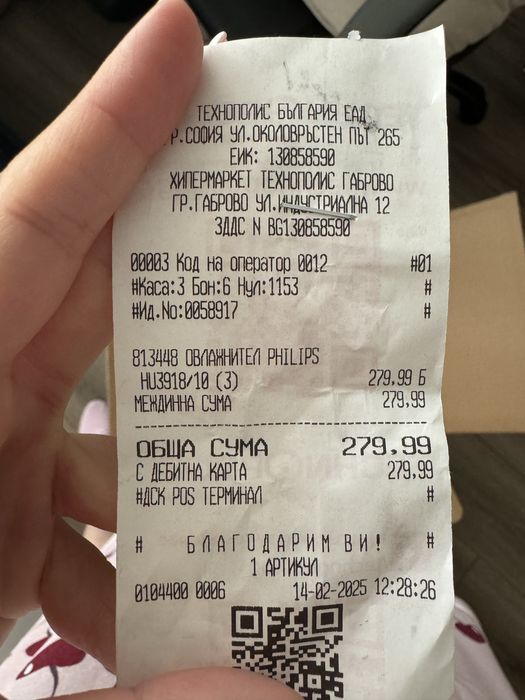 ТЕХНОПОЛИС БЪЛГАРИЯ ЕАД
ГР.СОФИЯ УЛ.ОКОЛОВРЪСТЕН ПЪТ 265
ЕИК: 130858590
ХИПЕРМАРКЕТ ТЕХНОПОЛИС ГАБРОВО
ГР.ГАБРОВО УЛ.ИНДУСТРИАЛНА 12
ЗДДС N BG130858590
00003 Код на оператор 0012 #01
#Каса:3 Бон:6 Нул:1153 #
#Ид.No:0058917 #
813448 ОВЛАЖНИТЕЛ PHILIPS
HU3918/10 (3) 279,99 Б
МЕЖДИННА СУМА 279,99
ОБЩА СУМА 279,99
С ДЕБИТНА КАРТА 279,99
#ДСК POS ТЕРМИНАЛ #
# БЛАГОДАРИМ ВИ! #
1 АРТИКУЛ
0104400 0006 14-02-2025 12:28:26